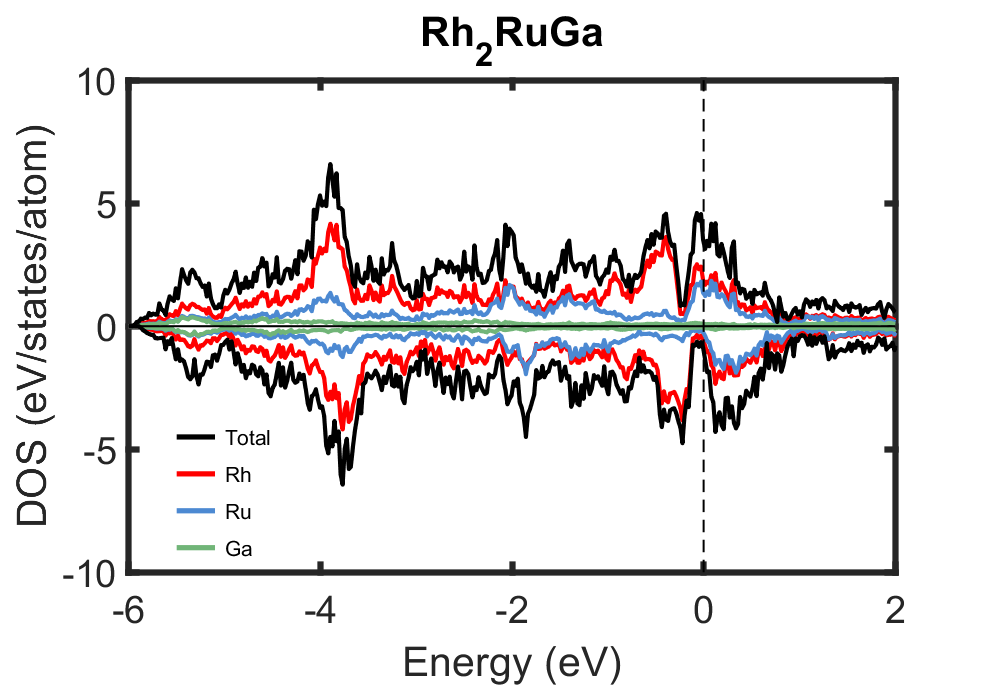 Rh₂RuGa
10
5
0
-5
-10
DOS (eV/states/atom)
Total
Rh
Ru
Ga
-6 -4 -2 0 2
Energy (eV)